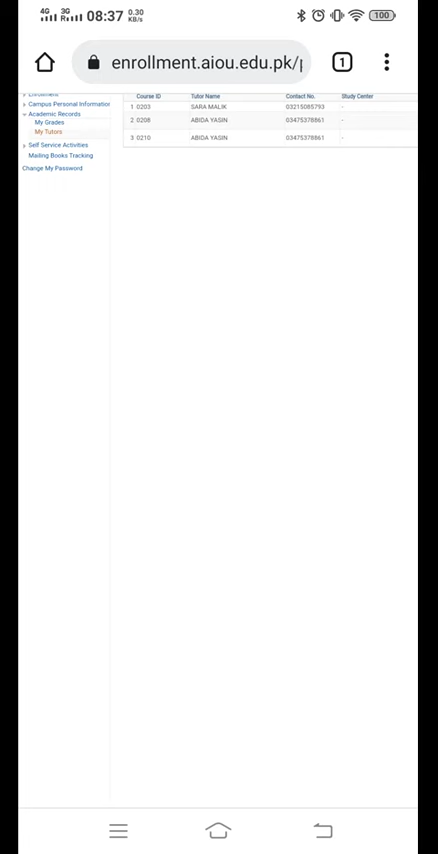 4G 3G R 08:37 0.30 KB/s 100
enrollment.aiou.edu.pk/p 1
Enrollment Course ID Tutor Name Contact No. Study Center
Campus Personal Information 1 0203 SARA MALIK 03215085793 -
Academic Records
My Grades 2 0208 ABIDA YASIN 03475378861 -
My Tutors 3 0210 ABIDA YASIN 03475378861 -
Self Service Activities
Mailing Books Tracking
Change My Password